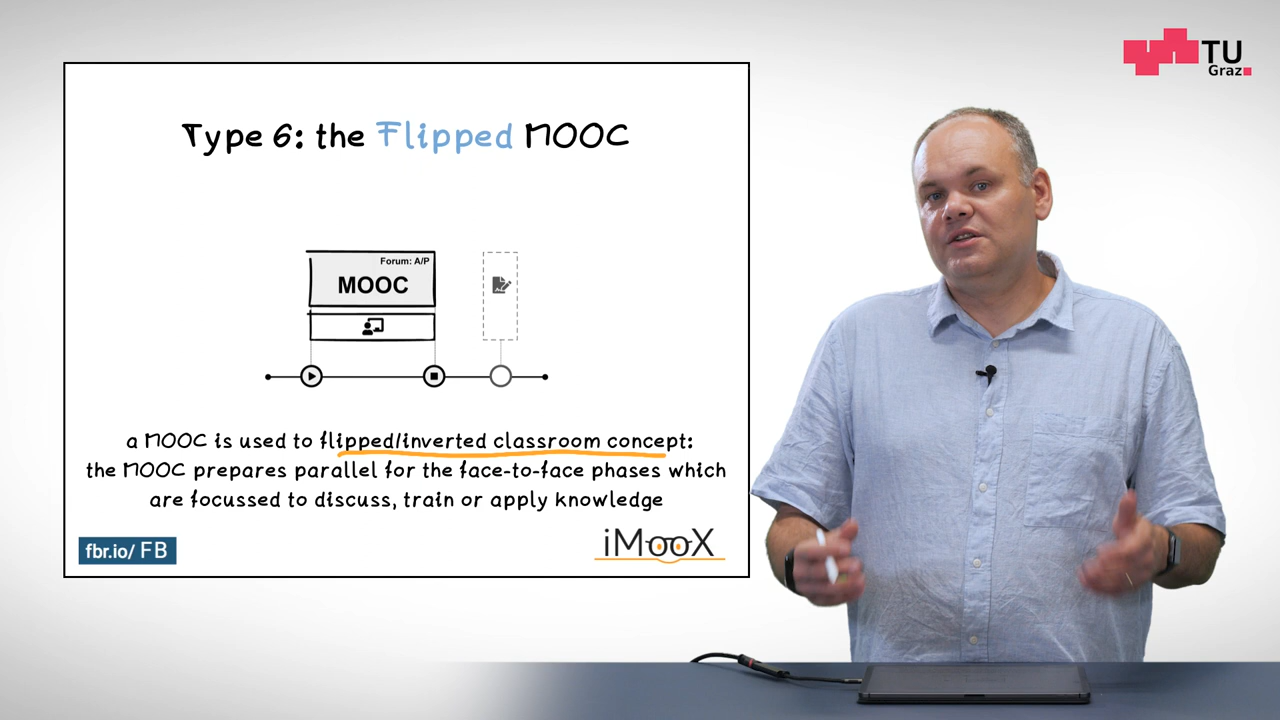 Type 6: the Flipped MOOC
Forum: A/P
MOOC
a MOOC is used to flipped/inverted classroom concept:
the MOOC prepares parallel for the face-to-face phases which
are focussed to discuss, train or apply knowledge
fbr.io/ FB
iMooX
TU
Graz